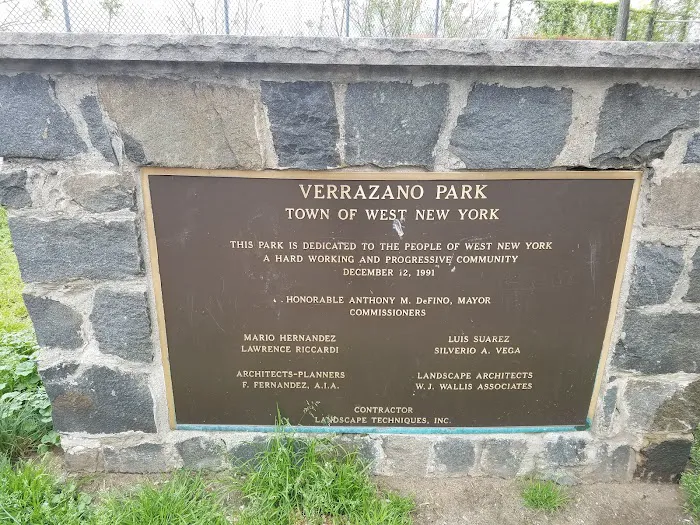 VERRAZANO PARK
TOWN OF WEST NEW YORK
THIS PARK IS DEDICATED TO THE PEOPLE OF WEST NEW YORK
A HARD WORKING AND PROGRESSIVE COMMUNITY
DECEMBER 12, 1991
HONORABLE ANTHONY M. DeFINO, MAYOR
COMMISSIONERS
MARIO HERNANDEZ LUIS SUAREZ
LAWRENCE RICCARDI SILVERIO A. VEGA
ARCHITECTS-PLANNERS LANDSCAPE ARCHITECTS
F. FERNANDEZ, A.I.A. W.J. WALLIS ASSOCIATES
CONTRACTOR
LANDSCAPE TECHNIQUES, INC.